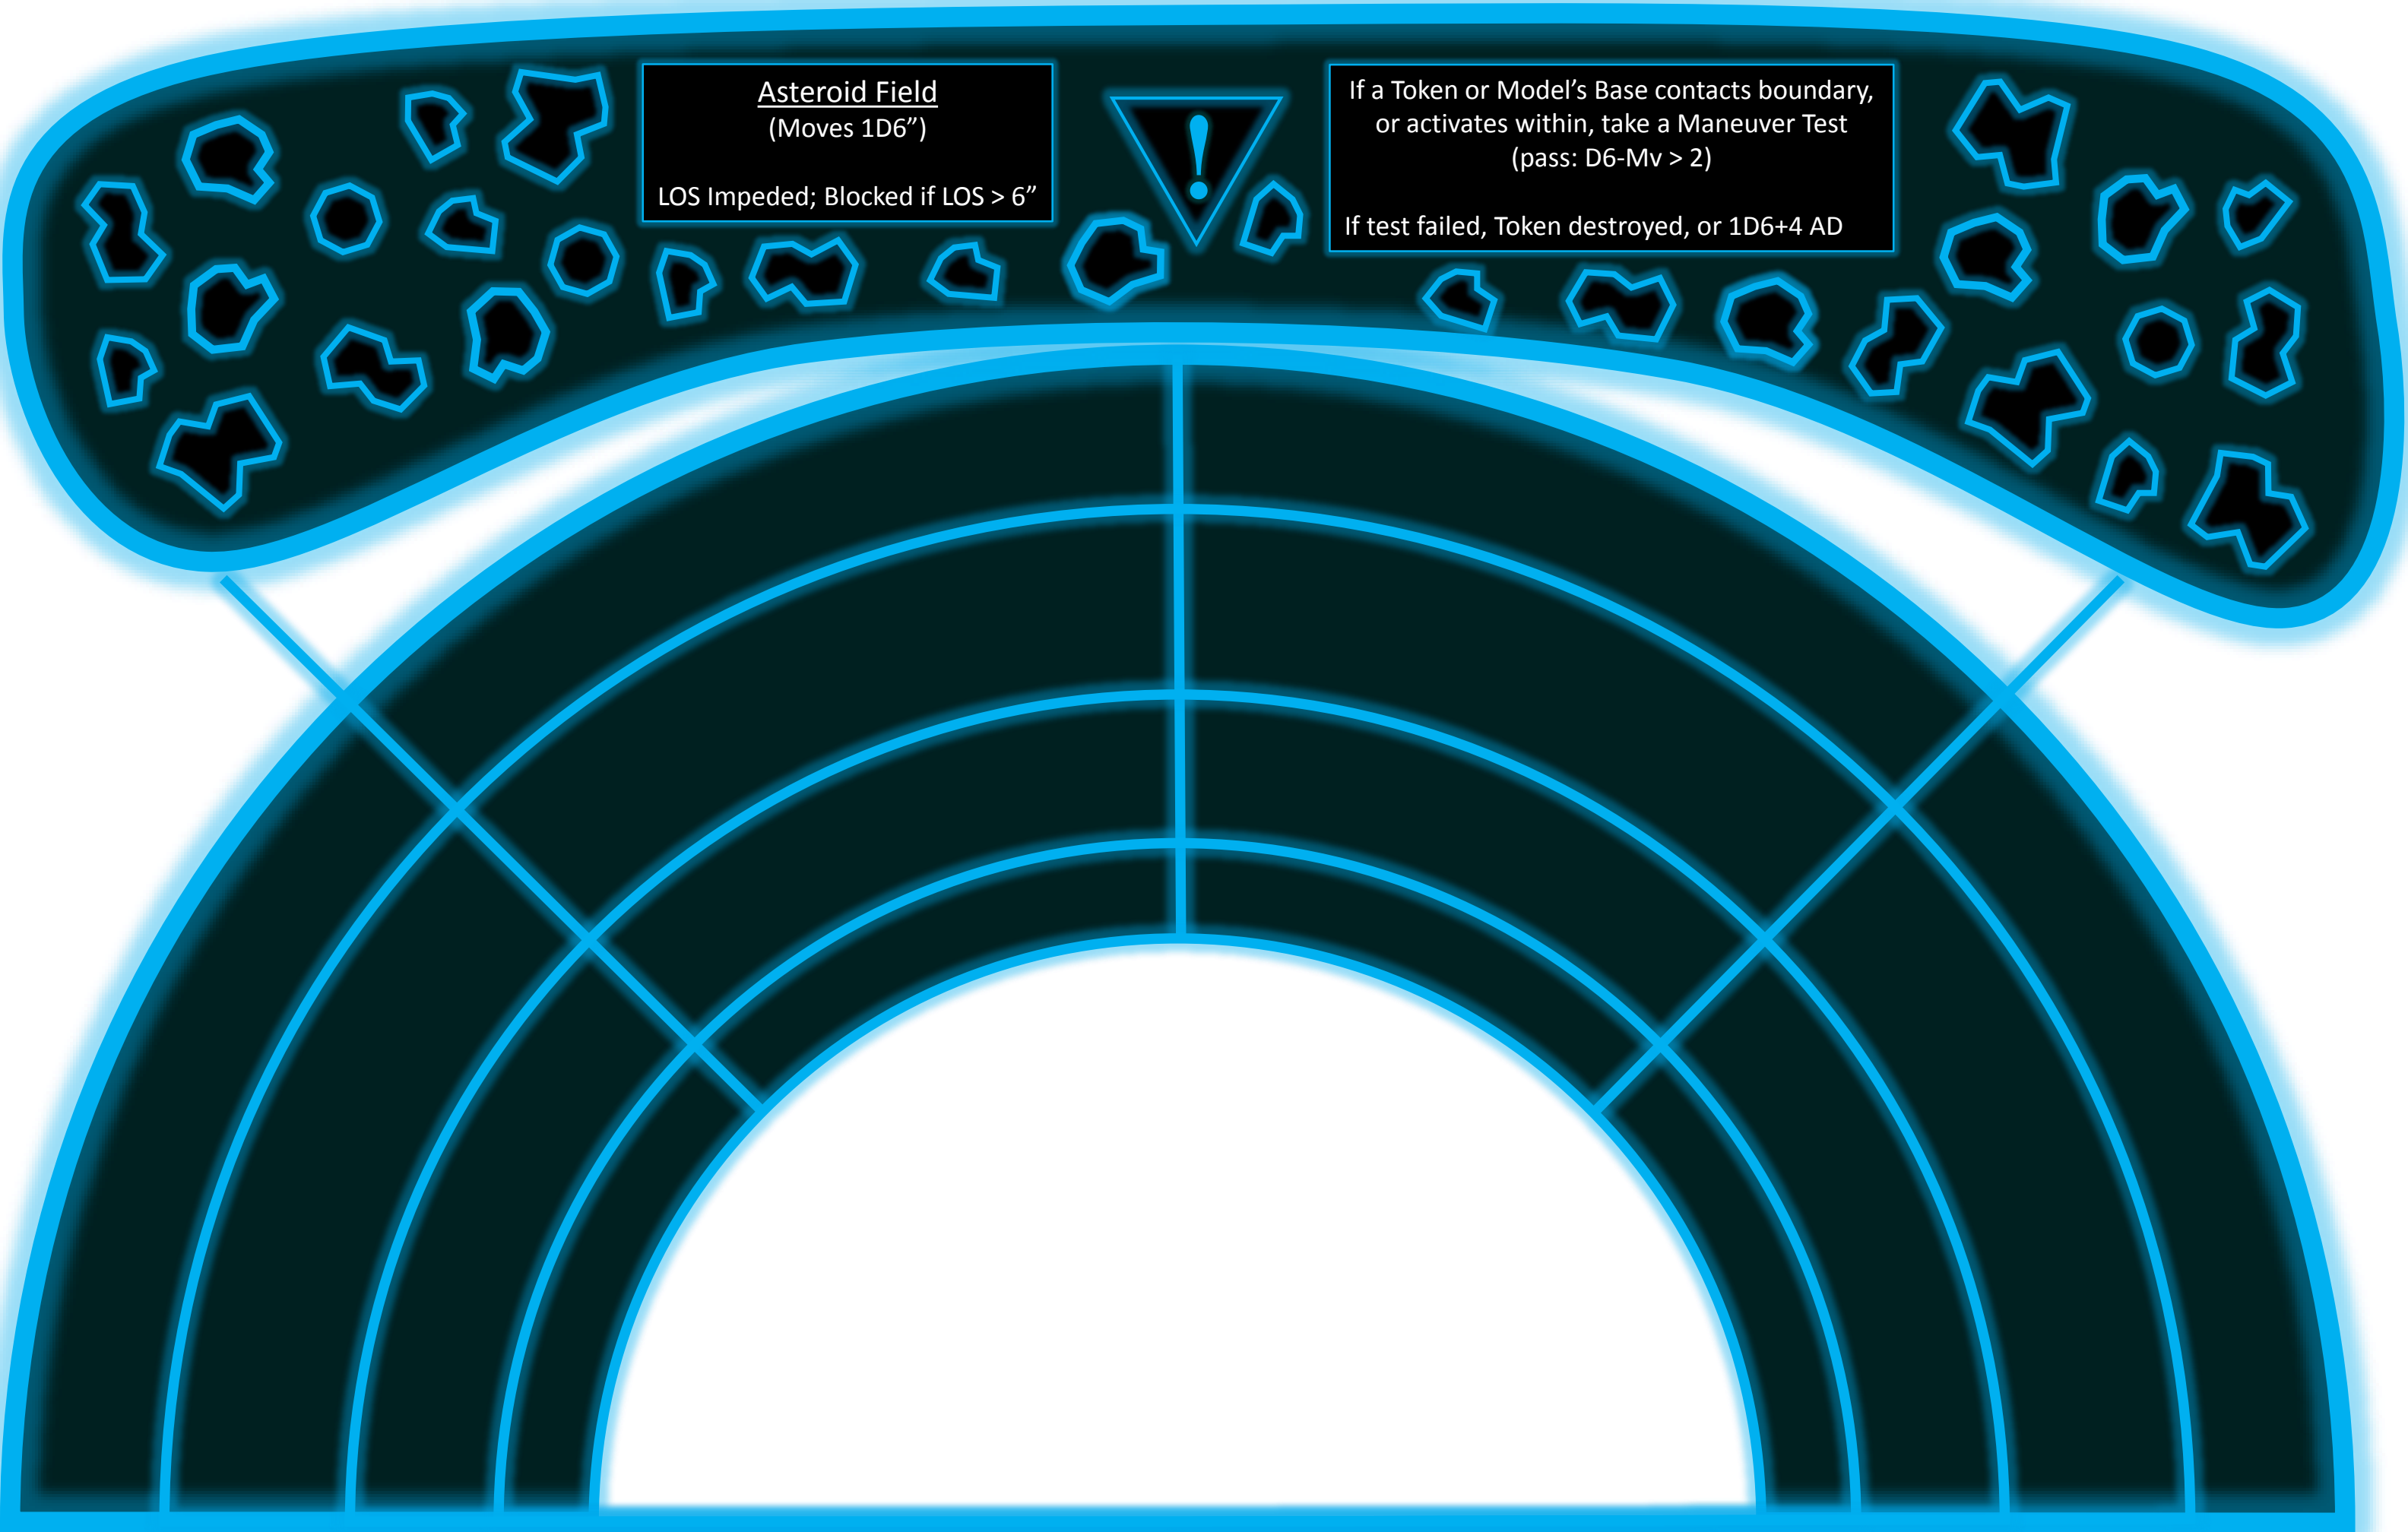 Asteroid Field
(Moves 1D6”)
LOS Impeded; Blocked if LOS > 6”
!
If a Token or Model’s Base contacts boundary,
or activates within, take a Maneuver Test
(pass: D6-Mv > 2)
If test failed, Token destroyed, or 1D6+4 AD